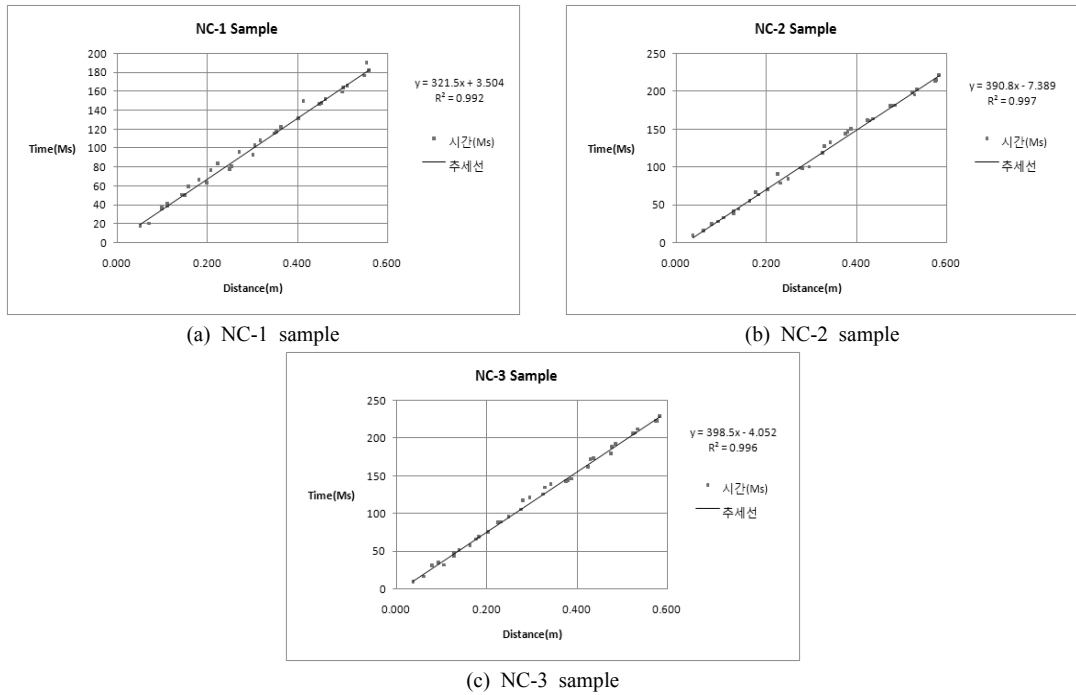 NC-1 Sample
200
180
160
140
120
100
80
60
40
20
0
Time(Ms)
0.000 0.200 0.400 0.600
Distance(m)
y = 321.5x + 3.504
R² = 0.992
시간(Ms)
추세선
(a) NC-1 sample
NC-2 Sample
250
200
150
100
50
0
Time(Ms)
0.000 0.200 0.400 0.600
Distance(m)
y = 390.8x - 7.389
R² = 0.997
시간(Ms)
추세선
(b) NC-2 sample
NC-3 Sample
250
200
150
100
50
0
Time(Ms)
0.000 0.200 0.400 0.600
Distance(m)
y = 398.5x - 4.052
R² = 0.996
시간(Ms)
추세선
(c) NC-3 sample